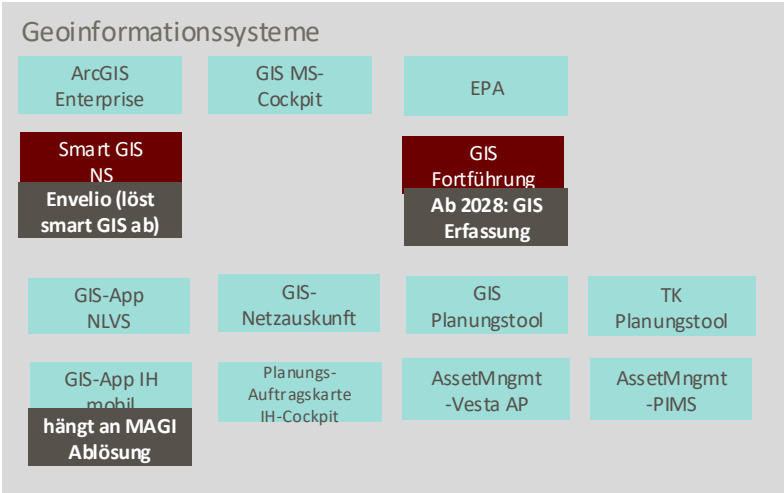 Geoinformationssysteme
ArcGIS
Enterprise
GIS MS-
Cockpit
EPA
Smart GIS
NS
Envelio (löst
smart GIS ab)
GIS
Fortführung
Ab 2028: GIS
Erfassung
GIS-App
NLVS
GIS-
Netzauskunft
GIS
Planungstool
TK
Planungstool
GIS-App IH
mobil
hängt an MAGI
Ablösung
Planungs-
Auftragskarte
IH-Cockpit
AssetMngmt
-Vesta AP
AssetMngmt
-PIMS